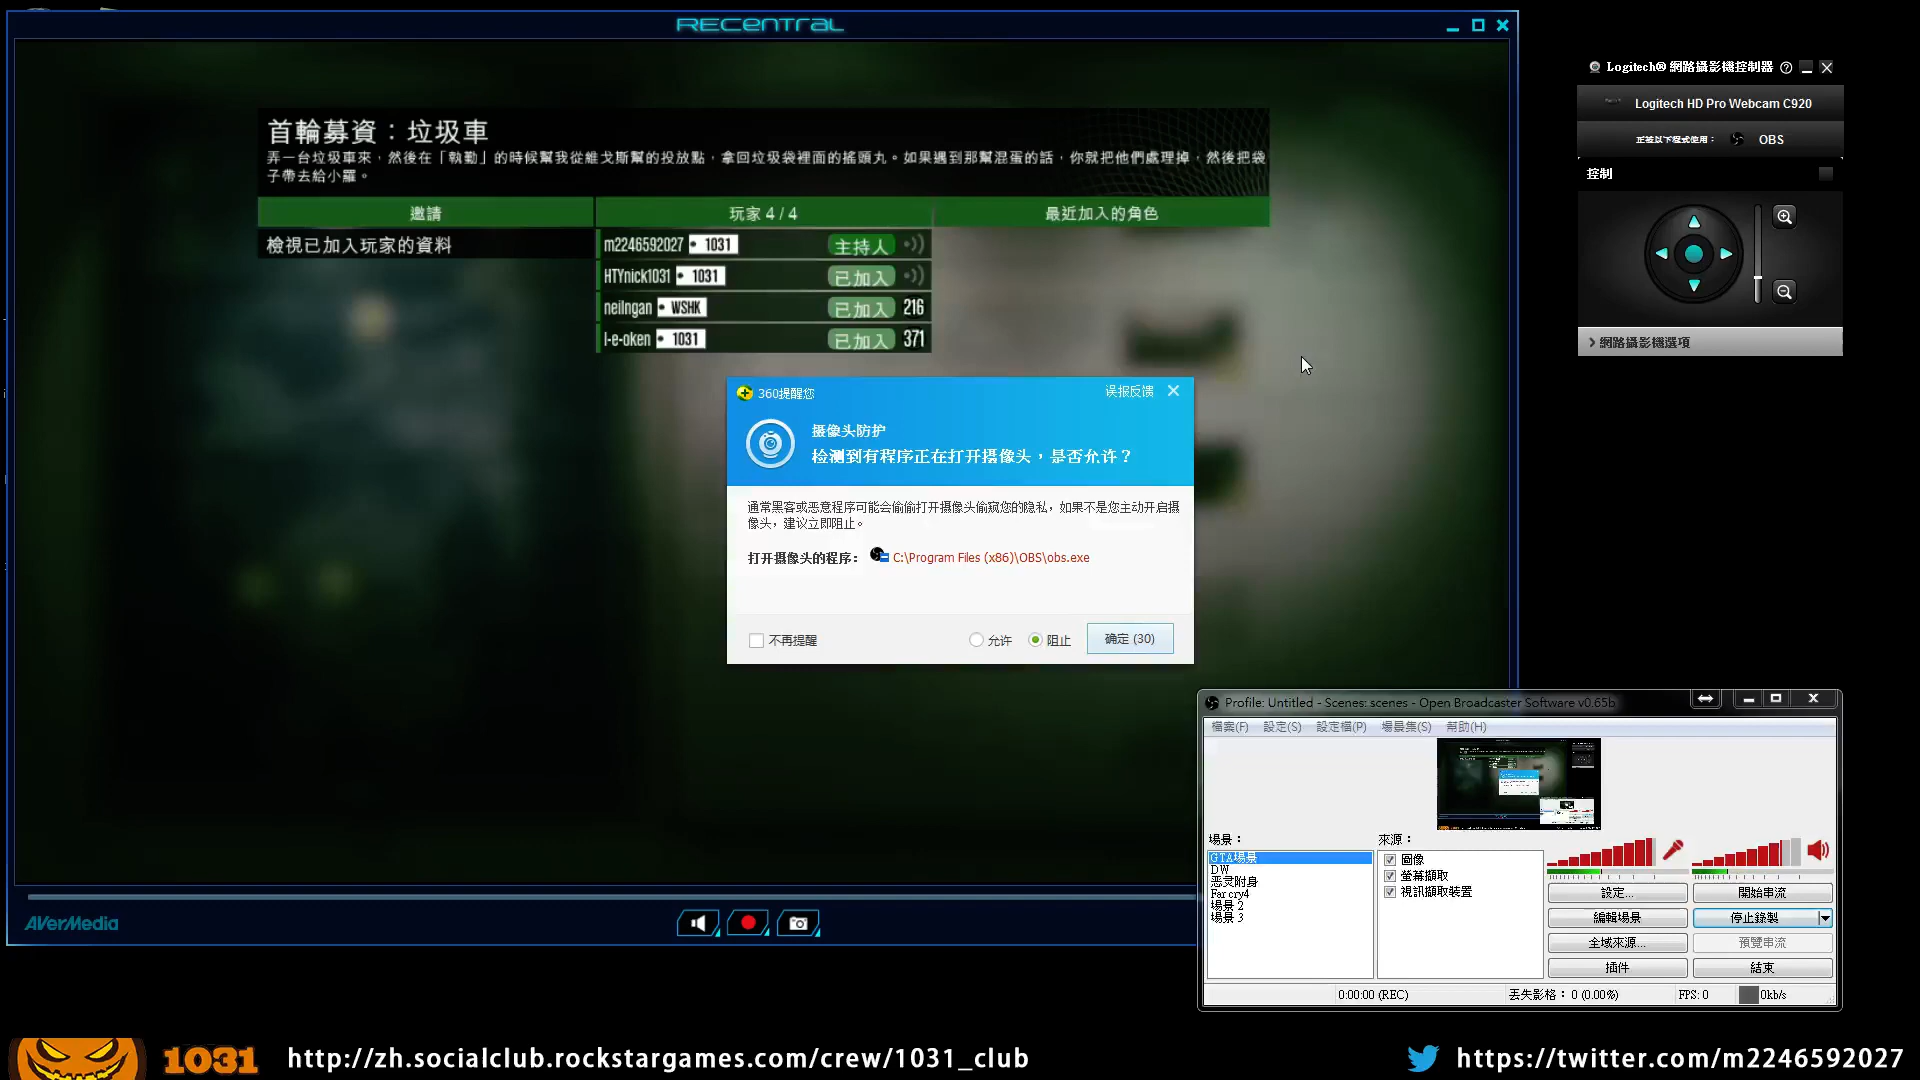 RECentral
首輪募資：垃圾車
弄一台垃圾車來，然後在「執勤」的時候幫我從維戈斯幫的投放點，拿回垃圾袋裡面的搖頭丸。如果遇到那幫混蛋的話，你就把他們處理掉，然後把袋
子帶去給小羅。
邀請
玩家 4 / 4
最近加入的角色
檢視已加入玩家的資料
m2246592027 1031 主持人
HTYnick1031 1031 已加入
neilngan WSHK 已加入 216
l-e-oken 1031 已加入 371
360提醒您
误报反馈
摄像头防护
检测到有程序正在打开摄像头，是否允许？
通常黑客或恶意程序可能会偷偷打开摄像头偷窥您的隐私，如果不是您主动开启摄
像头，建议立即阻止。
打开摄像头的程序： C:\Program Files (x86)\OBS\obs.exe
不再提醒
允许
阻止
确定 (30)
Logitech® 網路攝影機控制器
Logitech HD Pro Webcam C920
正被以下程式使用： OBS
控制
網路攝影機選項
Profile: Untitled - Scenes: scenes - Open Broadcaster Software v0.65b
檔案(F) 設定(S) 設定檔(P) 場景集(S) 幫助(H)
場景：
GTA場景
DW
恶灵附身
Far cry4
場景 2
場景 3
來源：
圖像
螢幕擷取
視訊擷取裝置
設定...
開始串流
編輯場景
停止錄製
全域來源...
預覽串流
插件
結束
0:00:00 (REC)
丟失影格： 0 (0.00%)
FPS: 0
0kb/s
AVerMedia
1031
http://zh.socialclub.rockstargames.com/crew/1031_club
https://twitter.com/m2246592027